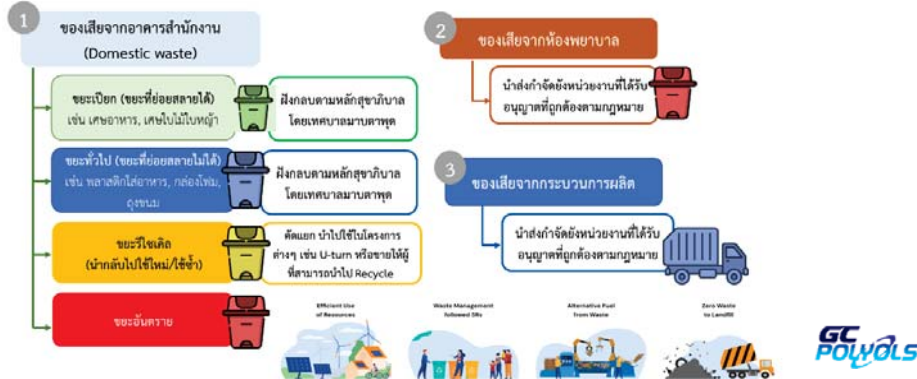 1
ของเสียจากอาคารสำนักงาน
(Domestic waste)
ขยะเปียก (ขยะที่ย่อยสลายได้)
เช่น เศษอาหาร, เศษใบไม้ใบหญ้า
ฝังกลบตามหลักสุขาภิบาล
โดยเทศบาลมาบตาพุด
ขยะทั่วไป (ขยะที่ย่อยสลายไม่ได้)
เช่น พลาสติกใส่อาหาร, กล่องโฟม,
ถุงขนม
ฝังกลบตามหลักสุขาภิบาล
โดยเทศบาลมาบตาพุด
ขยะรีไซเคิล
(นำกลับไปใช้ใหม่/ใช้ซ้ำ)
คัดแยก นำไปใช้ในโครงการ
ต่างๆ เช่น U-turn หรือขายให้ผู้
ที่สามารถนำไป Recycle
ขยะอันตราย
2
ของเสียจากห้องพยาบาล
นำส่งกำจัดยังหน่วยงานที่ได้รับ
อนุญาตที่ถูกต้องตามกฎหมาย
3
ของเสียจากกระบวนการผลิต
นำส่งกำจัดยังหน่วยงานที่ได้รับ
อนุญาตที่ถูกต้องตามกฎหมาย
Efficient Use
of Resources
Waste Management
followed 5Rs
Alternative Fuel
from Waste
Zero Waste
to Landfill
GC
POLYOLS